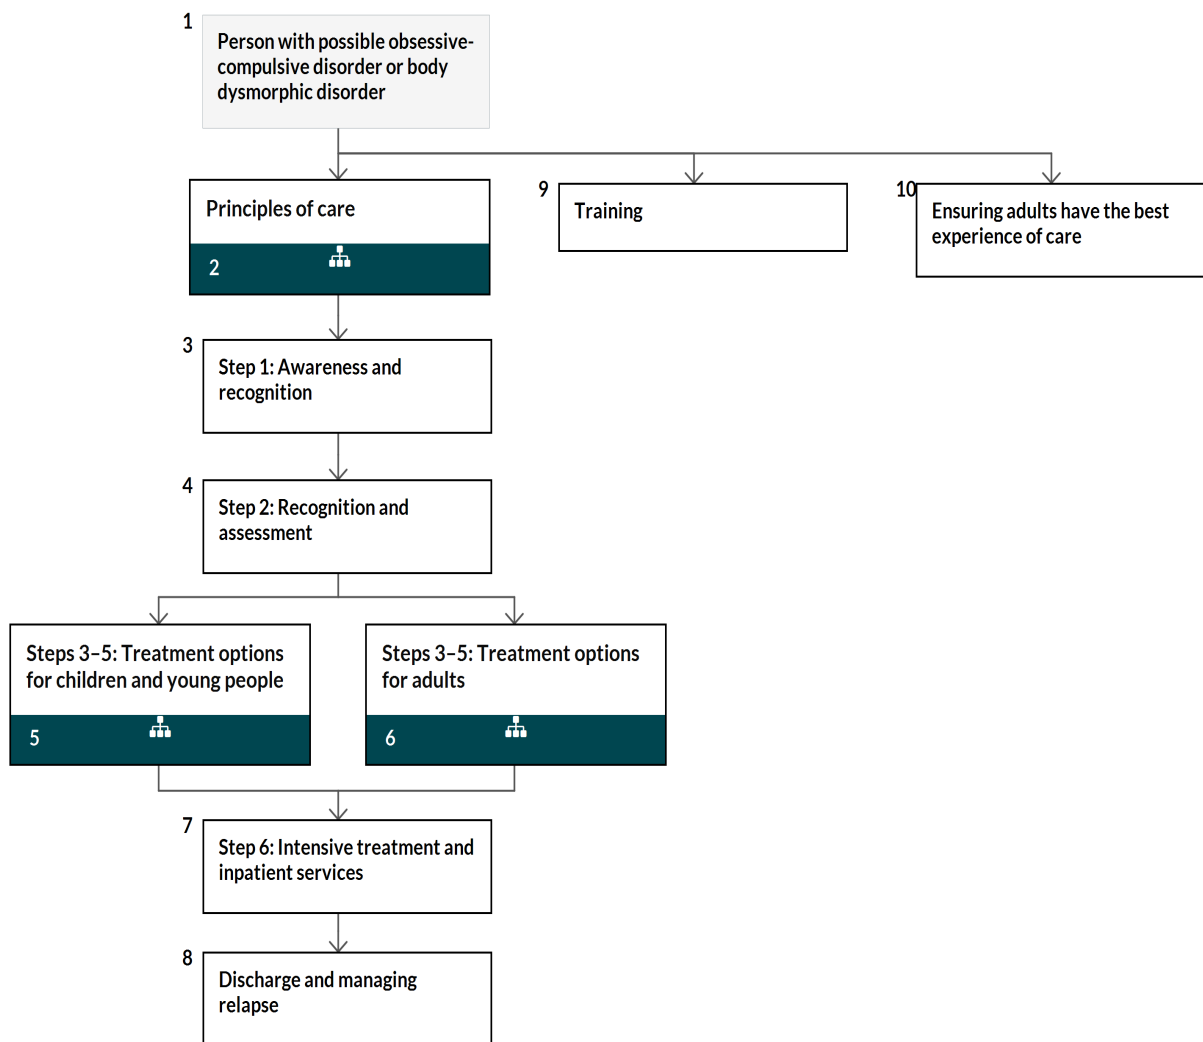 1
Person with possible obsessive-
compulsive disorder or body
dysmorphic disorder
Principles of care
2
9
Training
10
Ensuring adults have the best
experience of care
3
Step 1: Awareness and
recognition
4
Step 2: Recognition and
assessment
Steps 3–5: Treatment options
for children and young people
5
Steps 3–5: Treatment options
for adults
6
7
Step 6: Intensive treatment and
inpatient services
8
Discharge and managing
relapse